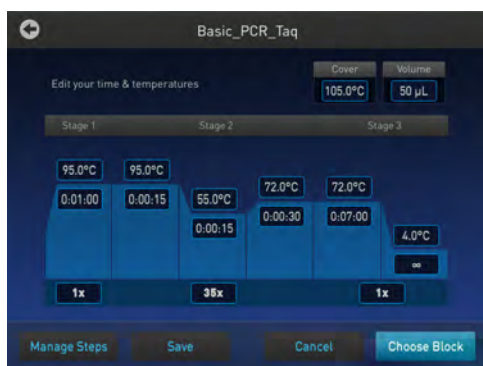 Basic_PCR_Taq
Cover Volume
Edit your time & temperatures
105.0°C 50 µL
Stage 1 Stage 2 Stage 3
95.0°C 95.0°C
0:01:00 0:00:15 55.0°C 72.0°C 72.0°C
0:00:15 0:00:30 0:07:00
4.0°C
∞
1x 35x 1x
Manage Steps Save Cancel Choose Block